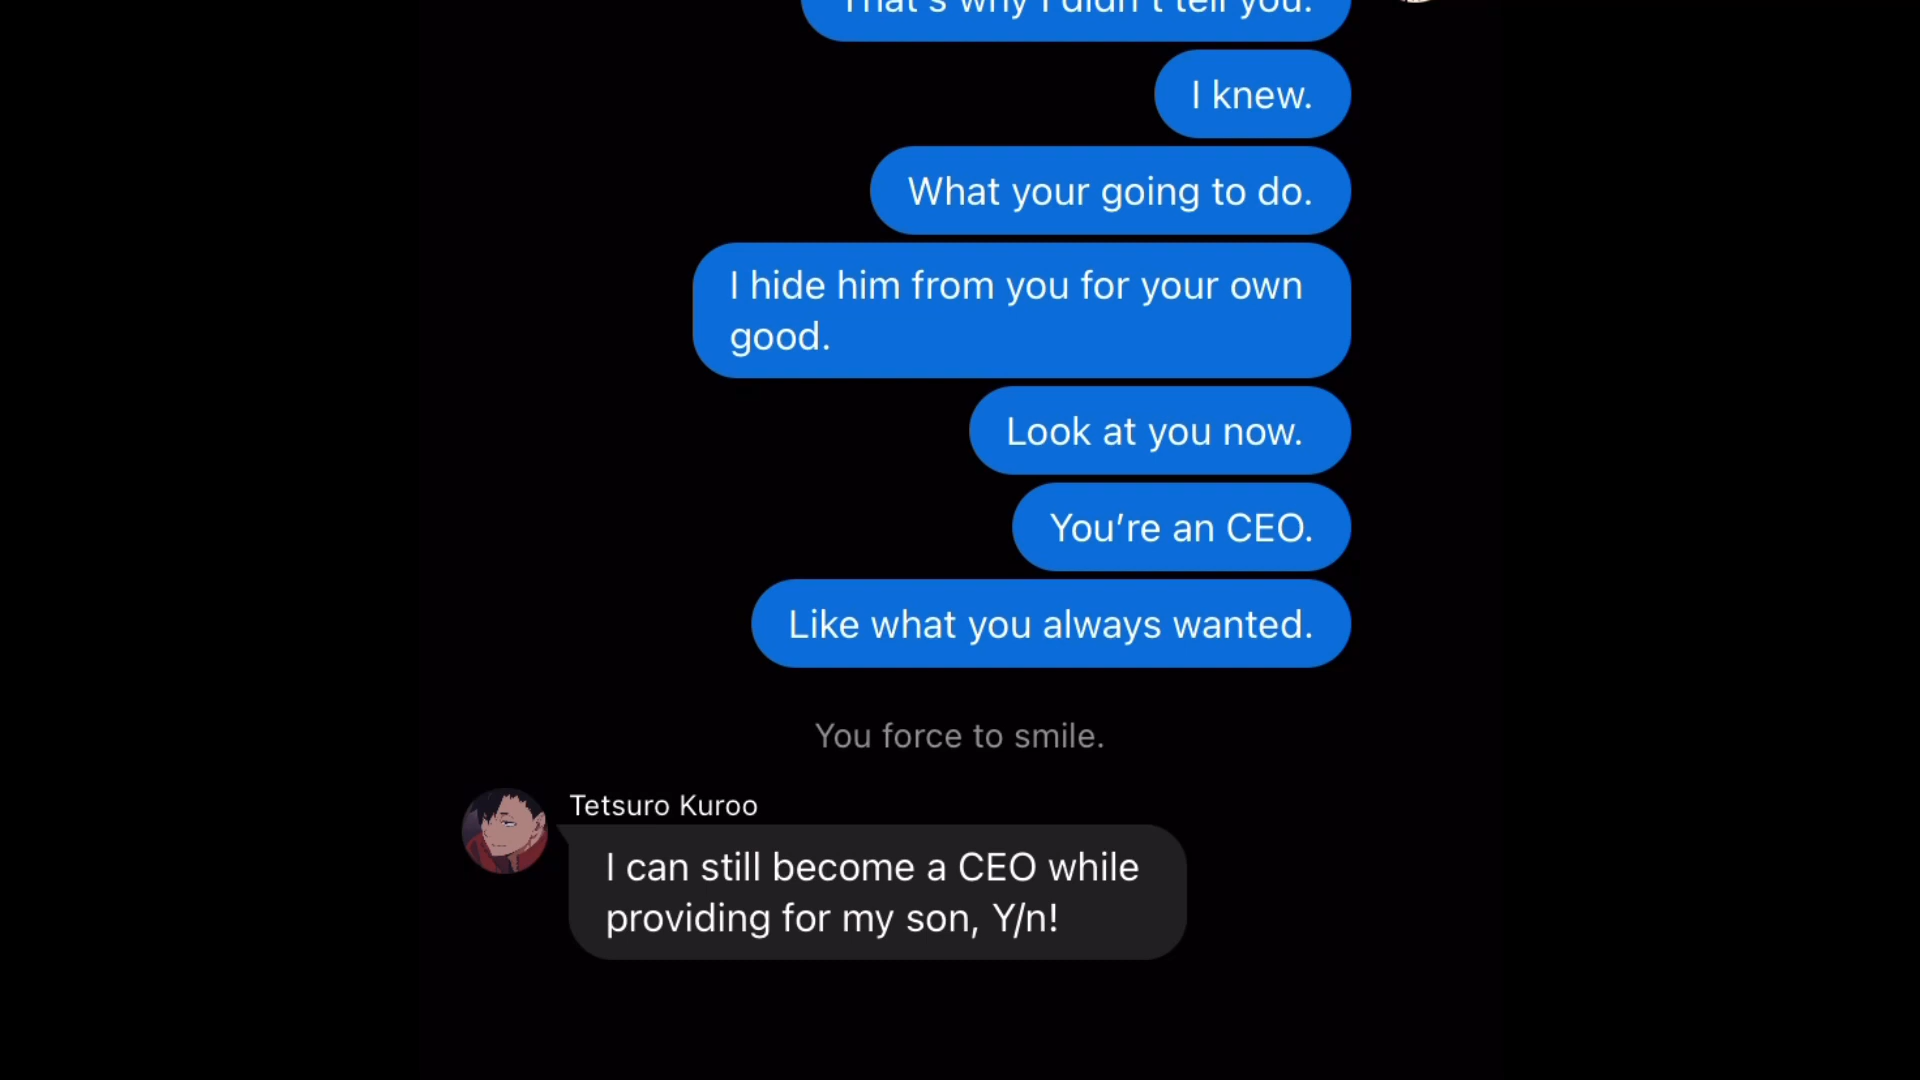 That's why I didn't tell you.
I knew.
What your going to do.
I hide him from you for your own
good.
Look at you now.
You're an CEO.
Like what you always wanted.
You force to smile.
Tetsuro Kuroo
I can still become a CEO while
providing for my son, Y/n!